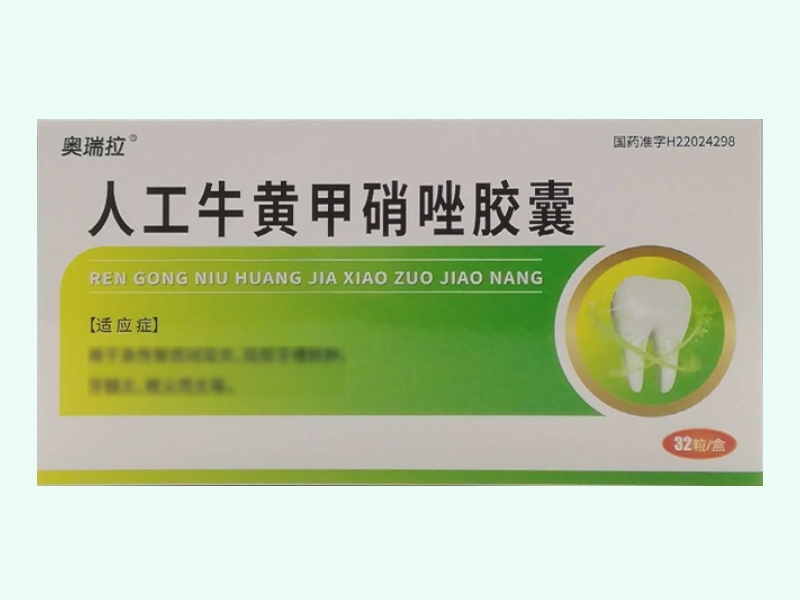 奥瑞拉®
国药准字H22024298
人工牛黄甲硝唑胶囊
REN GONG NIU HUANG JIA XIAO ZUO JIAO NANG
【适应症】
32粒/盒